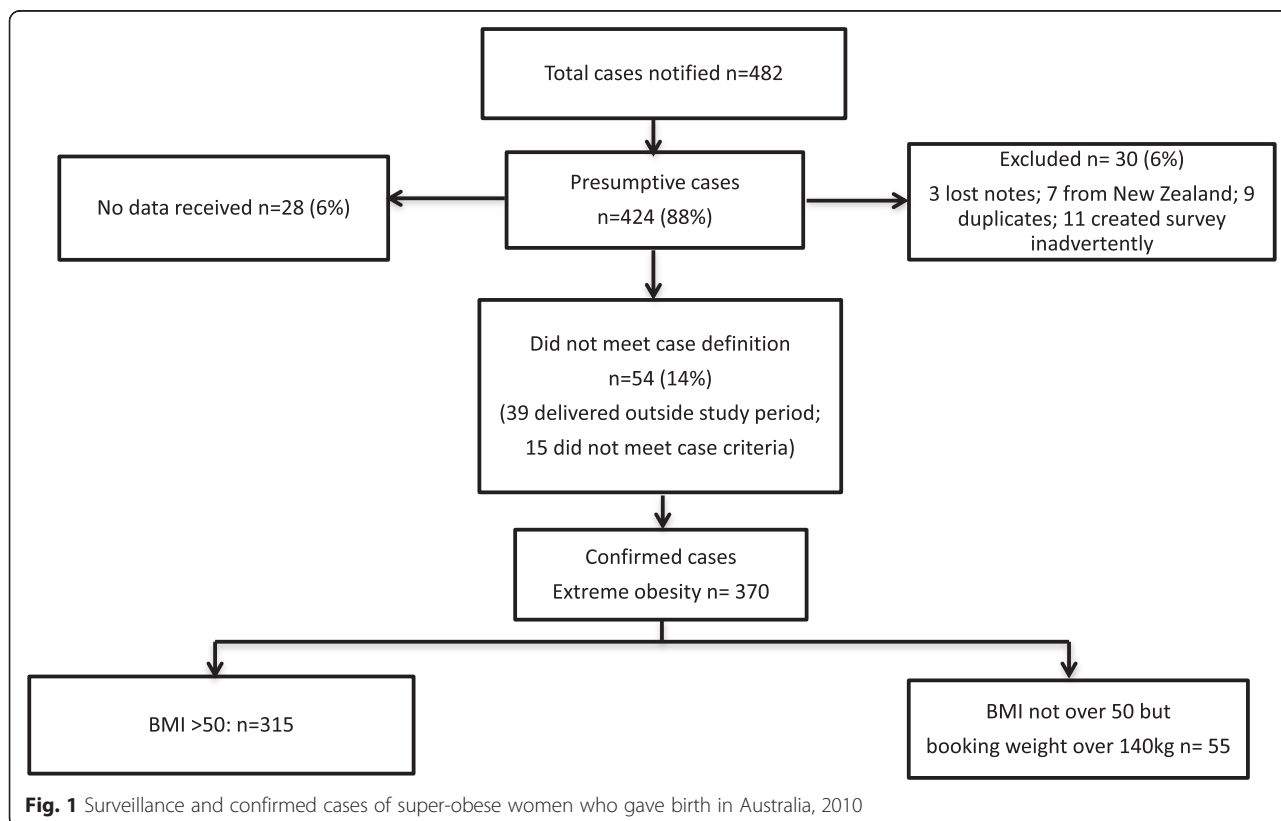 Total cases notified n=482
Presumptive cases
n=424 (88%)
No data received n=28 (6%)
Excluded n= 30 (6%)
3 lost notes; 7 from New Zealand; 9
duplicates; 11 created survey
inadvertently
Did not meet case definition
n=54 (14%)
(39 delivered outside study period;
15 did not meet case criteria)
Confirmed cases
Extreme obesity n= 370
BMI >50: n=315
BMI not over 50 but
booking weight over 140kg n= 55
Fig. 1 Surveillance and confirmed cases of super-obese women who gave birth in Australia, 2010